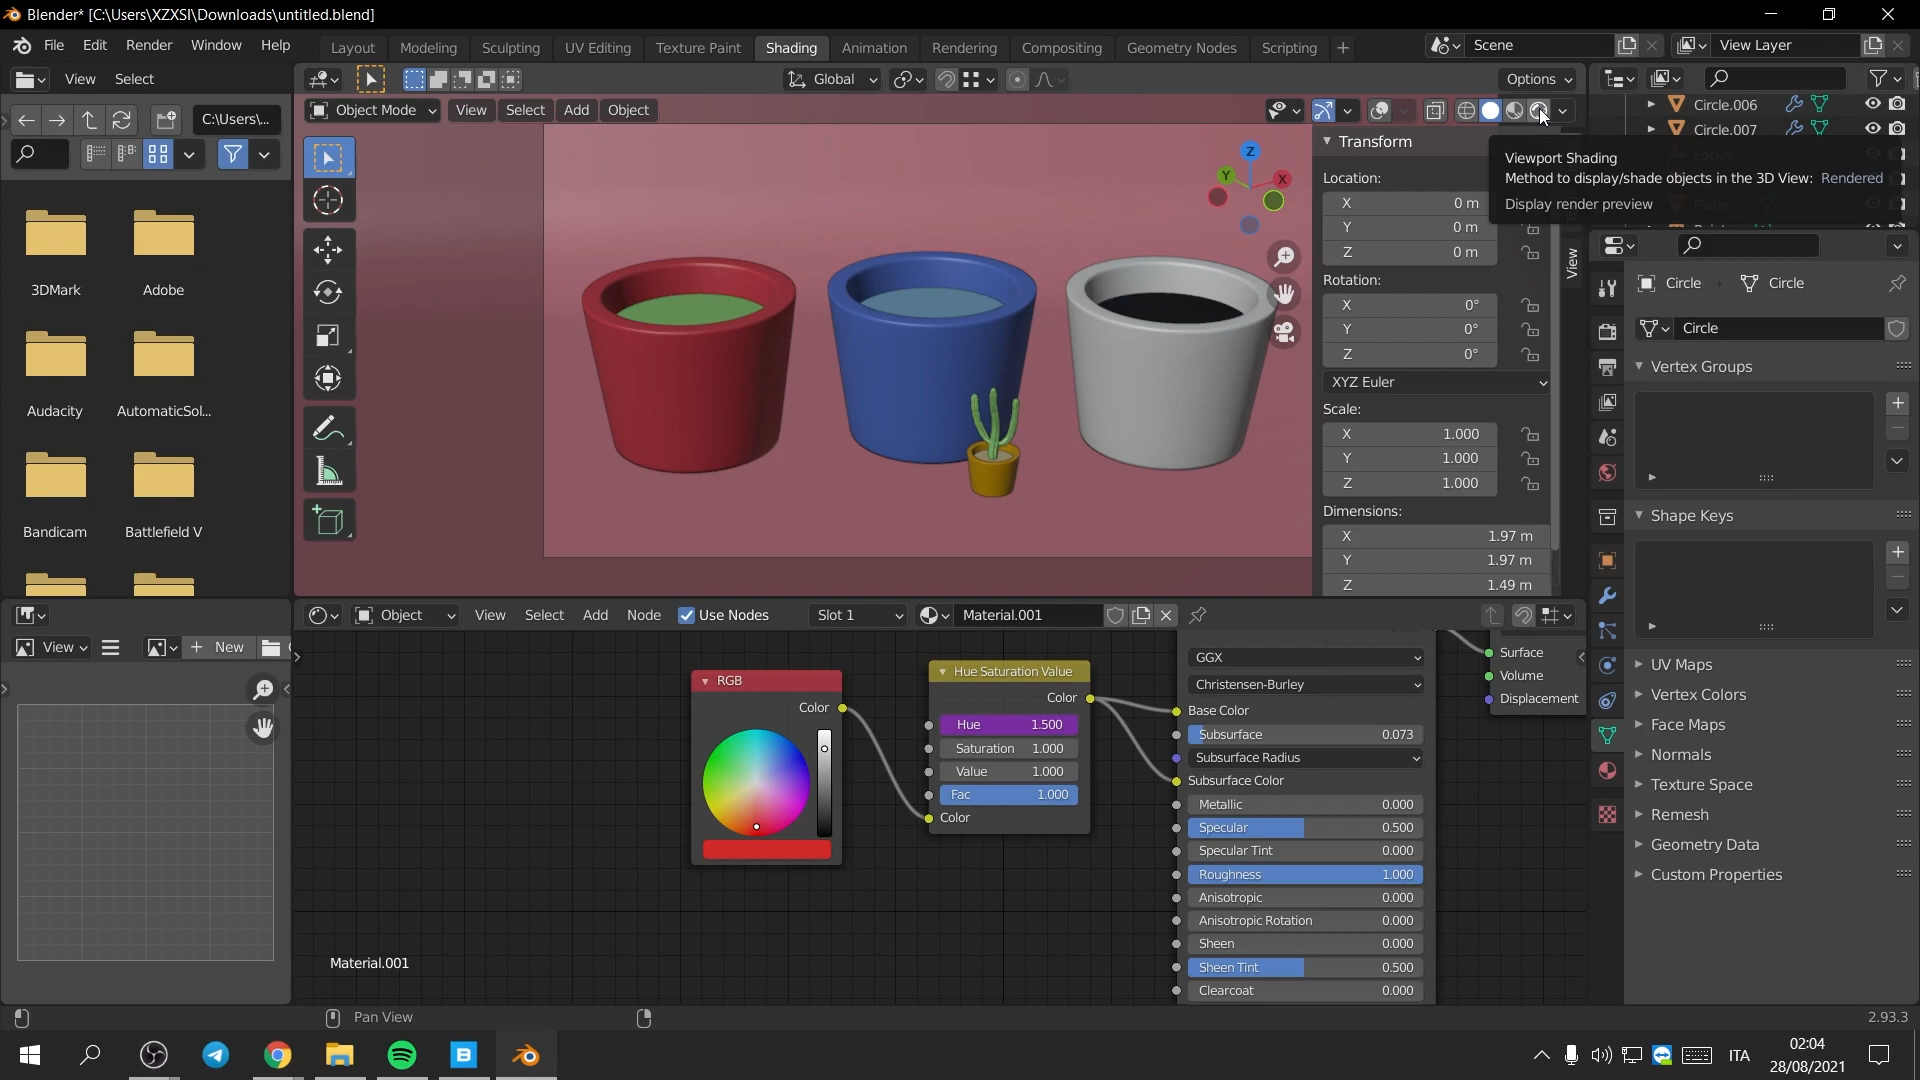 Blender* [C:\Users\XZXSI\Downloads\untitled.blend]
File Edit Render Window Help
Layout Modeling Sculpting UV Editing Texture Paint Shading Animation Rendering Compositing Geometry Nodes Scripting +
Scene
View Layer
View Select
Global
Options
C:\Users\...
Object Mode View Select Add Object
Circle.006
Circle.007
Viewport Shading
Method to display/shade objects in the 3D View: Rendered
Display render preview
3DMark
Adobe
Audacity
AutomaticSol...
Bandicam
Battlefield V
Z
Y
X
Transform
Location:
X 0 m
Y 0 m
Z 0 m
Rotation:
X 0°
Y 0°
Z 0°
XYZ Euler
Scale:
X 1.000
Y 1.000
Z 1.000
Dimensions:
X 1.97 m
Y 1.97 m
Z 1.49 m
View
Circle
Circle
Circle
Vertex Groups
Shape Keys
UV Maps
Vertex Colors
Face Maps
Normals
Texture Space
Remesh
Geometry Data
Custom Properties
View
New
Object View Select Add Node Use Nodes Slot 1 Material.001
RGB
Color
Hue Saturation Value
Color
Hue 1.500
Saturation 1.000
Value 1.000
Fac 1.000
Color
GGX
Christensen-Burley
Base Color
Subsurface 0.073
Subsurface Radius
Subsurface Color
Metallic 0.000
Specular 0.500
Specular Tint 0.000
Roughness 1.000
Anisotropic 0.000
Anisotropic Rotation 0.000
Sheen 0.000
Sheen Tint 0.500
Clearcoat 0.000
Surface
Volume
Displacement
Material.001
Pan View
2.93.3
ITA
02:04
28/08/2021